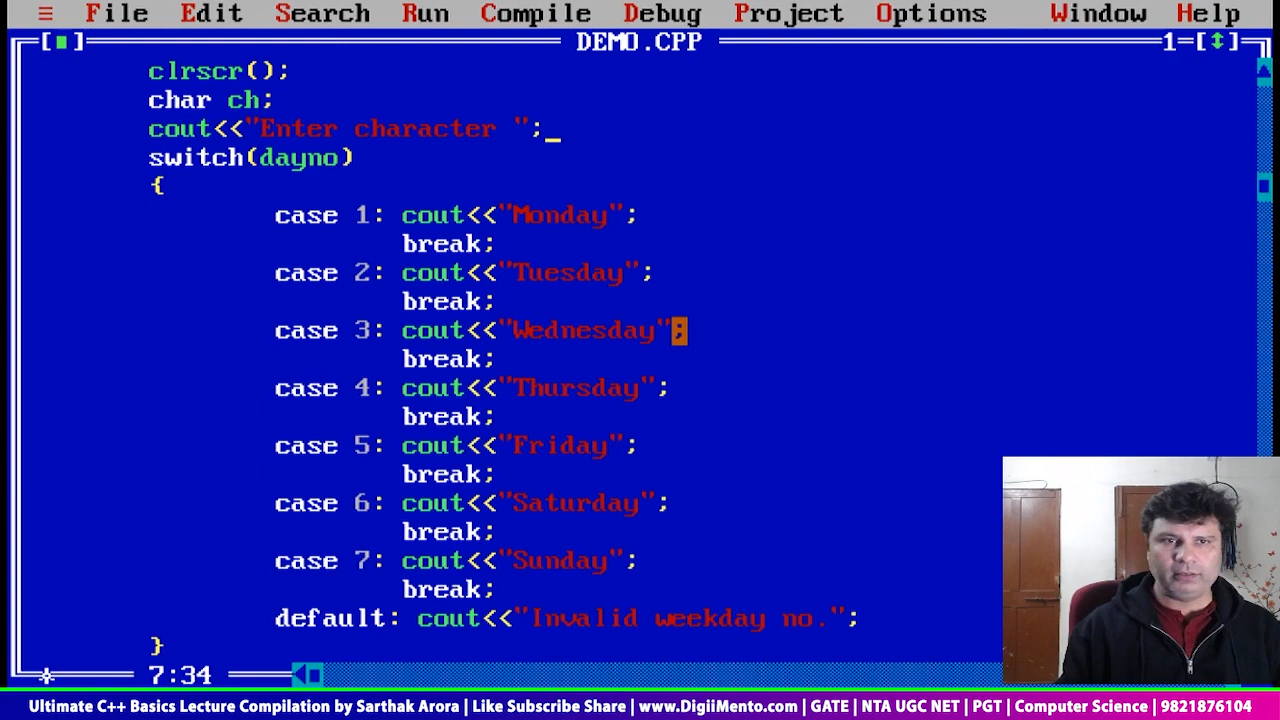 ≡ File Edit Search Run Compile Debug Project Options Window Help
[■] DEMO.CPP 1=[↕]
clrscr();
char ch;
cout<<"Enter character ";_
switch(dayno)
{
case 1: cout<<"Monday";
break;
case 2: cout<<"Tuesday";
break;
case 3: cout<<"Wednesday";
break;
case 4: cout<<"Thursday";
break;
case 5: cout<<"Friday";
break;
case 6: cout<<"Saturday";
break;
case 7: cout<<"Sunday";
break;
default: cout<<"Invalid weekday no.";
}
7:34
Ultimate C++ Basics Lecture Compilation by Sarthak Arora | Like Subscribe Share | www.DigiiMento.com | GATE | NTA UGC NET | PGT | Computer Science | 9821876104